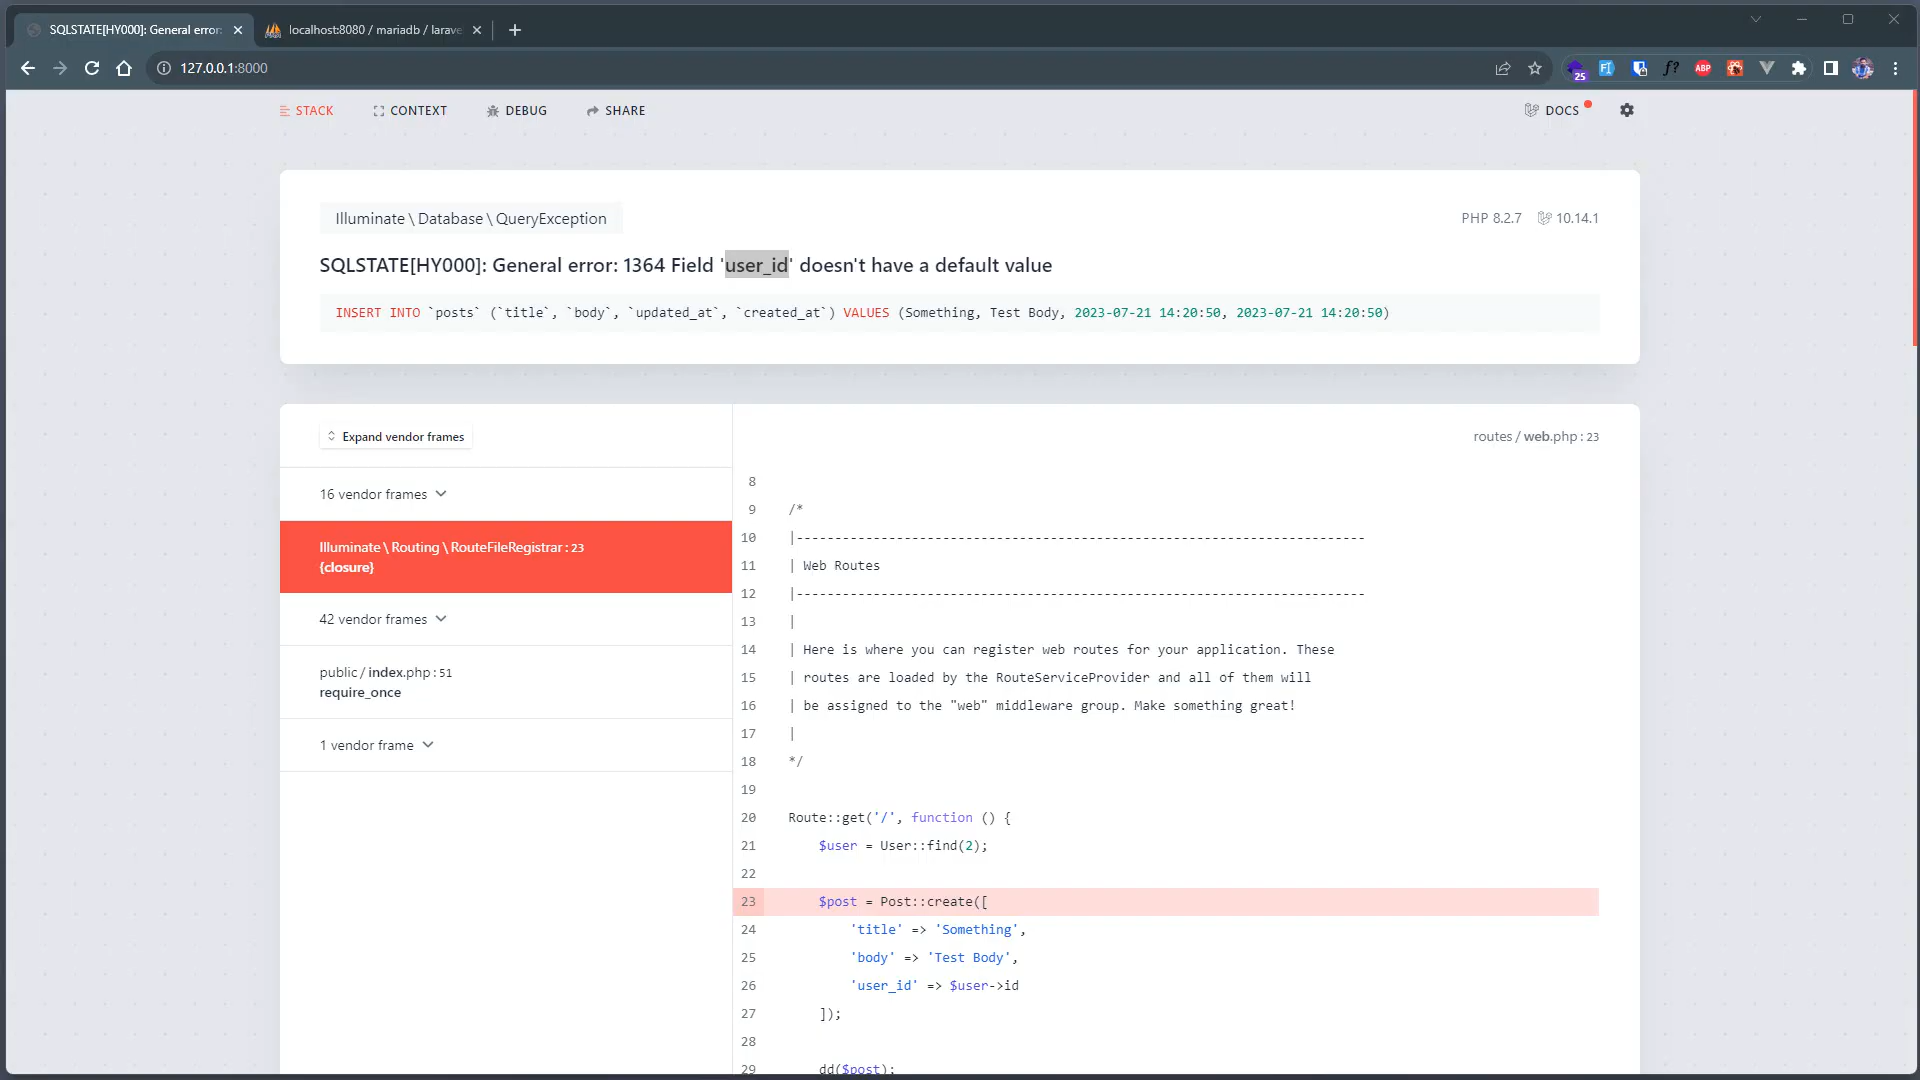 SQLSTATE[HY000]: General error:
localhost:8080 / mariadb / larave
127.0.0.1:8000
25
ABP
f?
STACK
CONTEXT
DEBUG
SHARE
DOCS
Illuminate \ Database \ QueryException
PHP 8.2.7
10.14.1
SQLSTATE[HY000]: General error: 1364 Field 'user_id' doesn't have a default value
INSERT INTO `posts` (`title`, `body`, `updated_at`, `created_at`) VALUES (Something, Test Body, 2023-07-21 14:20:50, 2023-07-21 14:20:50)
Expand vendor frames
16 vendor frames
Illuminate \ Routing \ RouteFileRegistrar : 23
{closure}
42 vendor frames
public / index.php : 51
require_once
1 vendor frame
routes / web.php : 23
8
9 /*
10 |--------------------------------------------------------------------------
11 | Web Routes
12 |--------------------------------------------------------------------------
13 |
14 | Here is where you can register web routes for your application. These
15 | routes are loaded by the RouteServiceProvider and all of them will
16 | be assigned to the "web" middleware group. Make something great!
17 |
18 */
19
20 Route::get('/', function () {
21 $user = User::find(2);
22
23 $post = Post::create([
24 'title' => 'Something',
25 'body' => 'Test Body',
26 'user_id' => $user->id
27 ]);
28
29 dd($post);